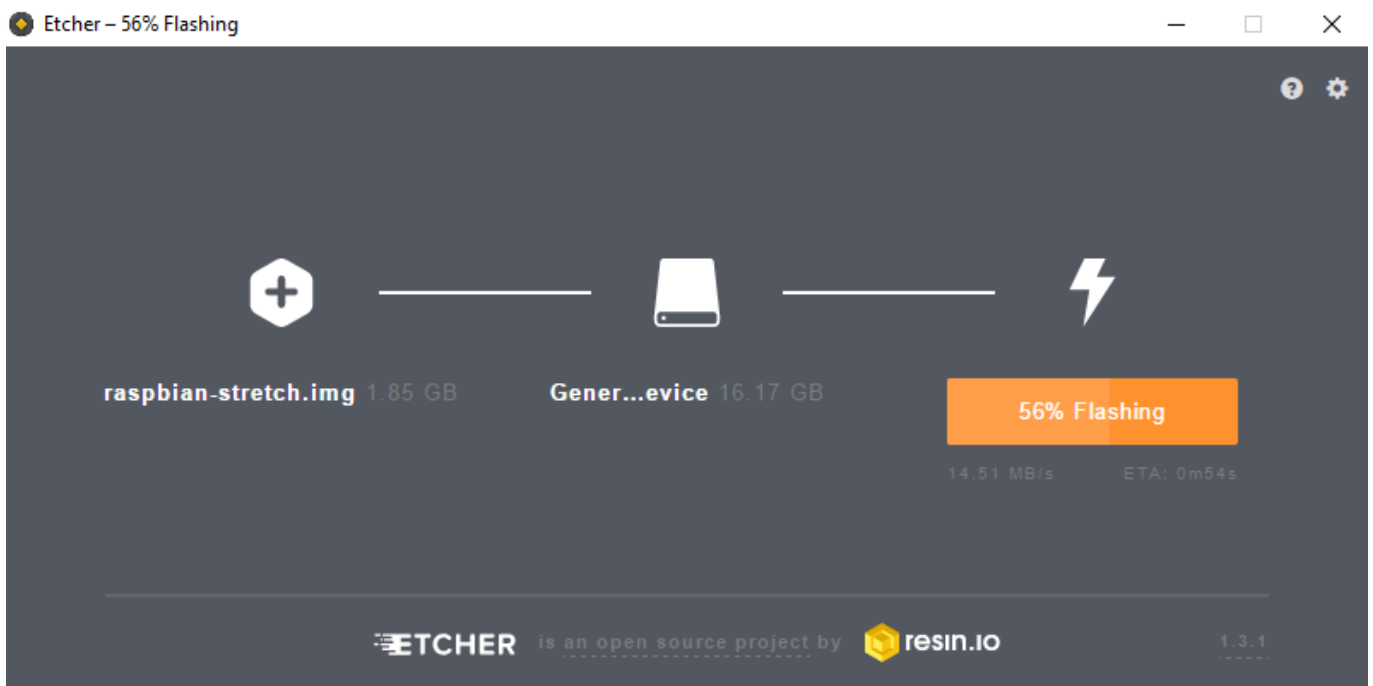 Etcher – 56% Flashing
raspbian-stretch.img 1.85 GB
Gener...evice 16.17 GB
56% Flashing
14.51 MB/s ETA: 0m54s
ETCHER is an open source project by resin.io 1.3.1